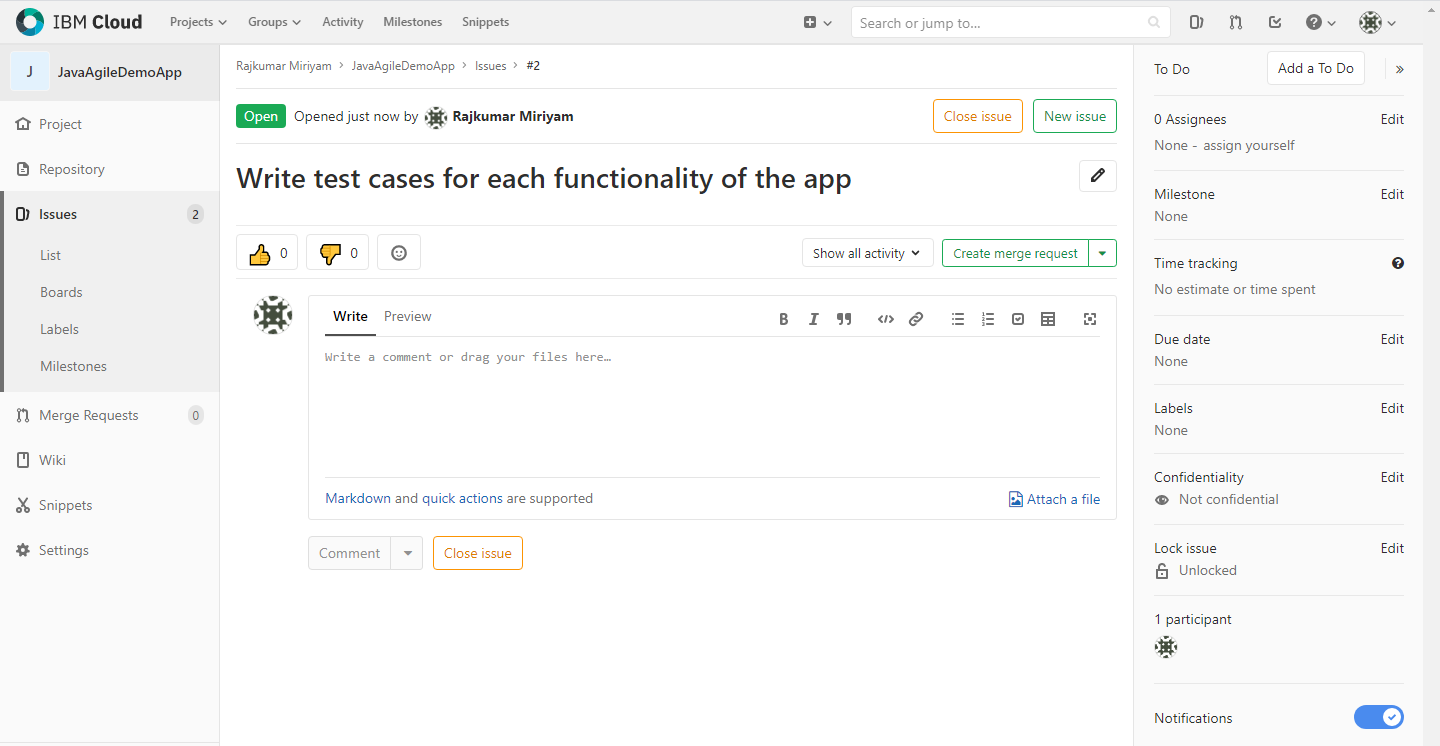 IBM Cloud Projects Groups Activity Milestones Snippets Search or jump to…
J JavaAgileDemoApp
Project
Repository
Issues 2
List
Boards
Labels
Milestones
Merge Requests 0
Wiki
Snippets
Settings
Rajkumar Miriyam › JavaAgileDemoApp › Issues › #2
Open Opened just now by Rajkumar Miriyam Close issue New issue
Write test cases for each functionality of the app
0 0 Show all activity Create merge request
Write Preview
Write a comment or drag your files here…
Markdown and quick actions are supported Attach a file
Comment Close issue
To Do Add a To Do »
0 Assignees Edit
None - assign yourself
Milestone Edit
None
Time tracking
No estimate or time spent
Due date Edit
None
Labels Edit
None
Confidentiality Edit
Not confidential
Lock issue Edit
Unlocked
1 participant
Notifications